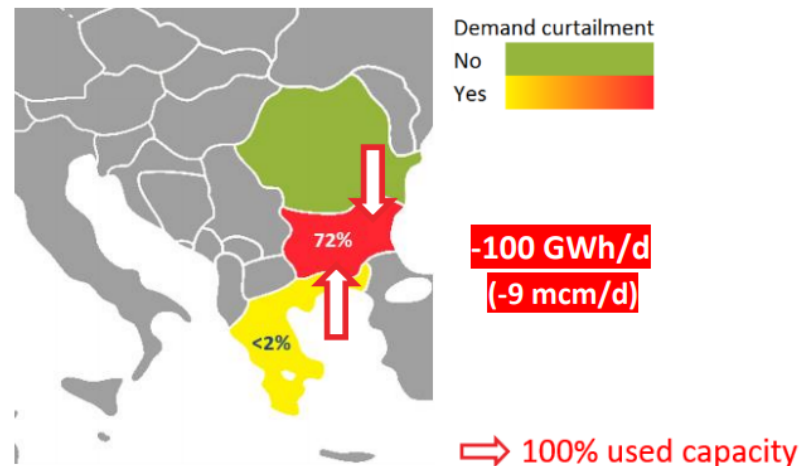 Demand curtailment
No
Yes
72%
-100 GWh/d
(-9 mcm/d)
<2%
100% used capacity